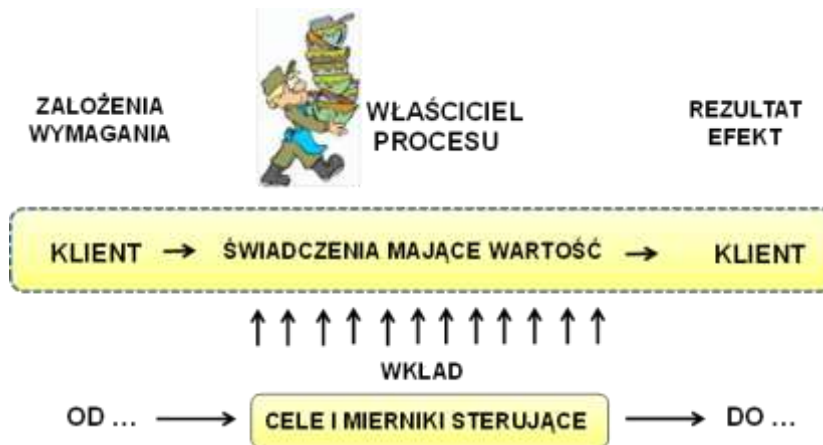 ZAŁOŻENIA
WYMAGANIA
WŁAŚCICIEL
PROCESU
REZULTAT
EFEKT
KLIENT → ŚWIADCZENIA MAJĄCE WARTOŚĆ → KLIENT
WKŁAD
OD ... → CELE I MIERNIKI STERUJĄCE → DO ...